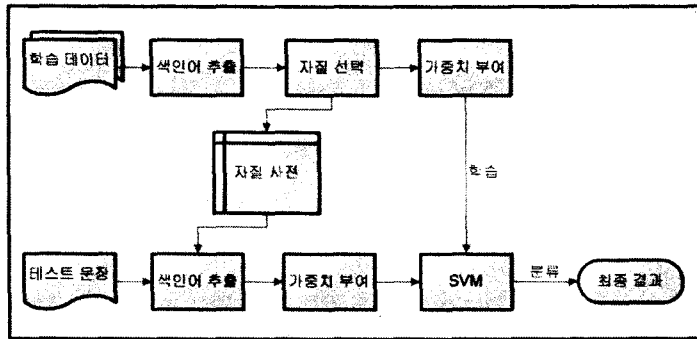 학습 데이터
색인어 추출
자질 선택
가중치 부여
자질 사전
학습
테스트 문장
색인어 추출
가중치 부여
SVM
분류
최종 결과